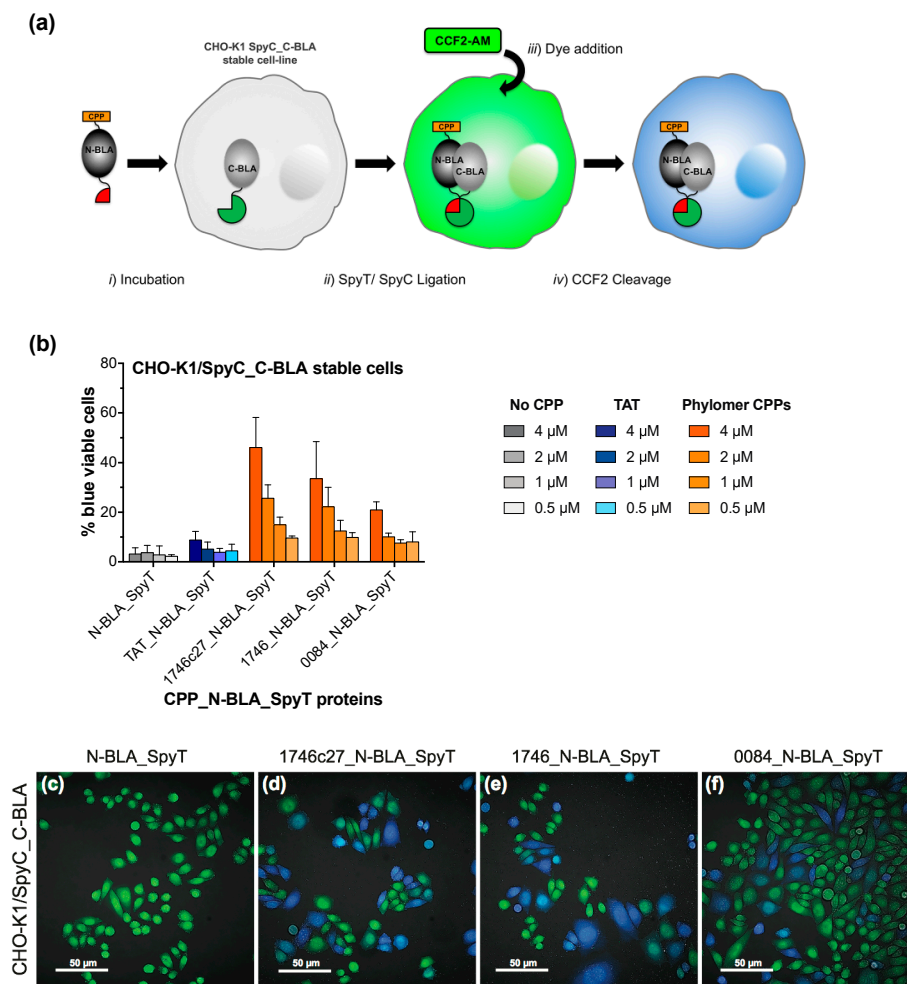 (a)
CHO-K1 SpyC_C-BLA
stable cell-line
CCF2-AM
iii) Dye addition
CPP
N-BLA
C-BLA
CPP
N-BLA
C-BLA
CPP
N-BLA
C-BLA
i) Incubation
ii) SpyT/ SpyC Ligation
iv) CCF2 Cleavage
(b)
CHO-K1/SpyC_C-BLA stable cells
% blue viable cells
80
60
40
20
0
N-BLA_SpyT
TAT_N-BLA_SpyT
1746c27_N-BLA_SpyT
1746_N-BLA_SpyT
0084_N-BLA_SpyT
CPP_N-BLA_SpyT proteins
No CPP
4 µM
2 µM
1 µM
0.5 µM
TAT
4 µM
2 µM
1 µM
0.5 µM
Phylomer CPPs
4 µM
2 µM
1 µM
0.5 µM
N-BLA_SpyT
1746c27_N-BLA_SpyT
1746_N-BLA_SpyT
0084_N-BLA_SpyT
CHO-K1/SpyC_C-BLA
(c)
50 µm
(d)
50 µm
(e)
50 µm
(f)
50 µm